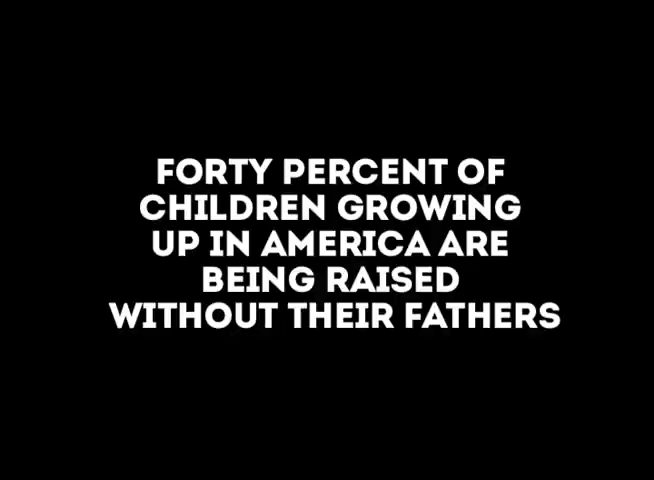 FORTY PERCENT OF
CHILDREN GROWING
UP IN AMERICA ARE
BEING RAISED
WITHOUT THEIR FATHERS